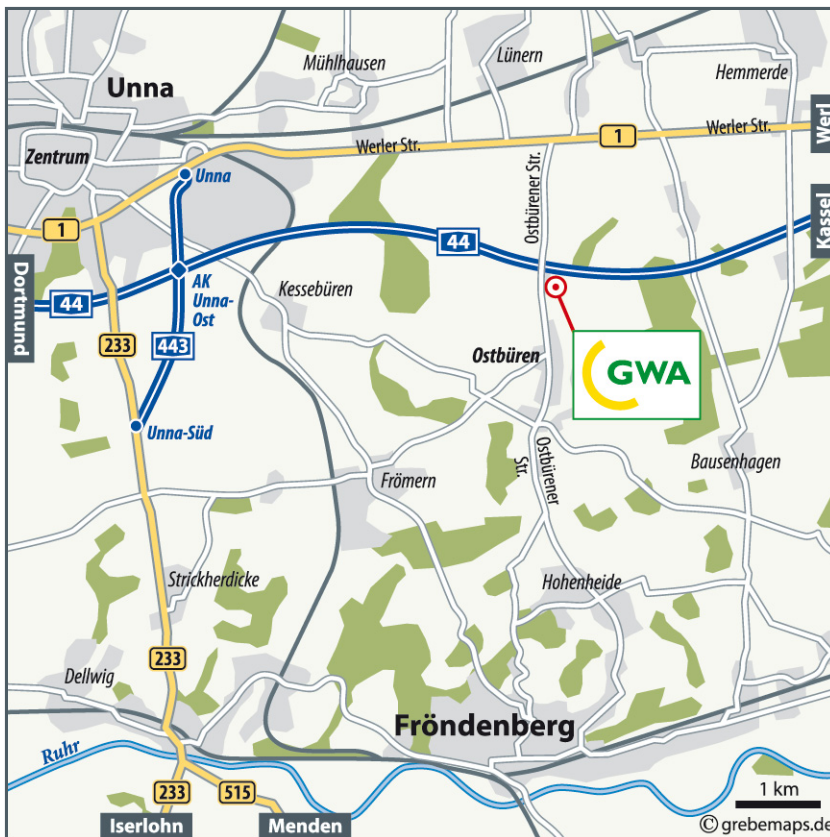 Mühlhausen
Lünern
Hemmerde
Unna
Werl
1
Werler Str.
Werler Str.
Zentrum
Unna
Ostbürener Str.
Kassel
1
44
Dortmund
AK
Unna-
Ost
44
Kessebüren
233
443
Ostbüren
GWA
Unna-Süd
Ostbürener
Str.
Bausenhagen
Frömern
Strickherdicke
Hohenheide
233
Dellwig
Fröndenberg
Ruhr
233
515
1 km
Iserlohn
Menden
© grebemaps.de